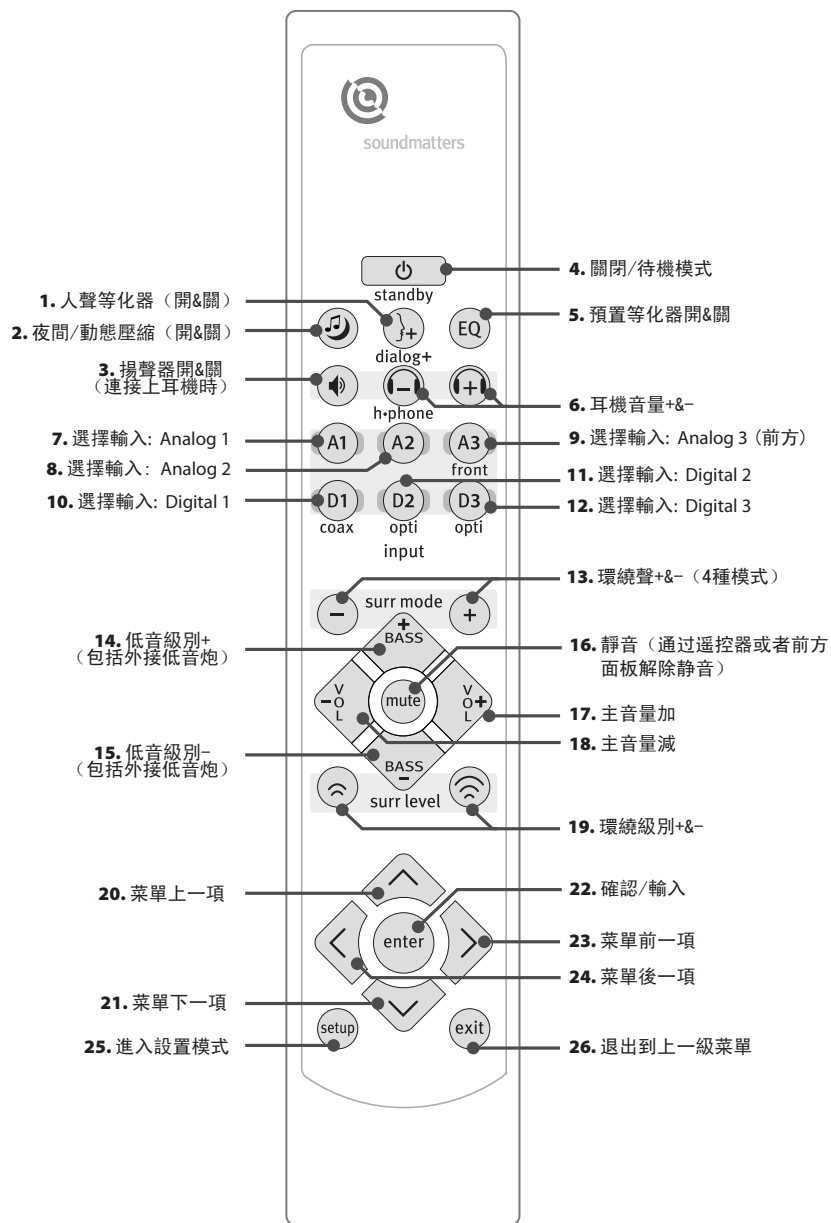 soundmatters
4. 關閉/待機模式
standby
1. 人聲等化器（開&關）
5. 預置等化器開&關
2. 夜間/動態壓縮（開&關）
EQ
dialog+
3. 揚聲器開&關
（連接上耳機時）
6. 耳機音量+&-
h•phone
7. 選擇輸入: Analog 1
A1
A2
A3
9. 選擇輸入: Analog 3 (前方)
8. 選擇輸入: Analog 2
front
11. 選擇輸入: Digital 2
10. 選擇輸入: Digital 1
D1
D2
D3
12. 選擇輸入: Digital 3
coax
opti
opti
input
13. 環繞聲+&-（4種模式）
- surr mode +
+
BASS
14. 低音級別+
（包括外接低音炮）
16. 靜音（通过遥控器或者前方
面板解除静音）
- VOL
mute
VOL +
17. 主音量加
18. 主音量減
15. 低音級別-
（包括外接低音炮）
BASS
-
surr level
19. 環繞級別+&-
20. 菜單上一項
22. 確認/輸入
enter
23. 菜單前一項
24. 菜單後一項
21. 菜單下一項
setup
exit
25. 進入設置模式
26. 退出到上一級菜單